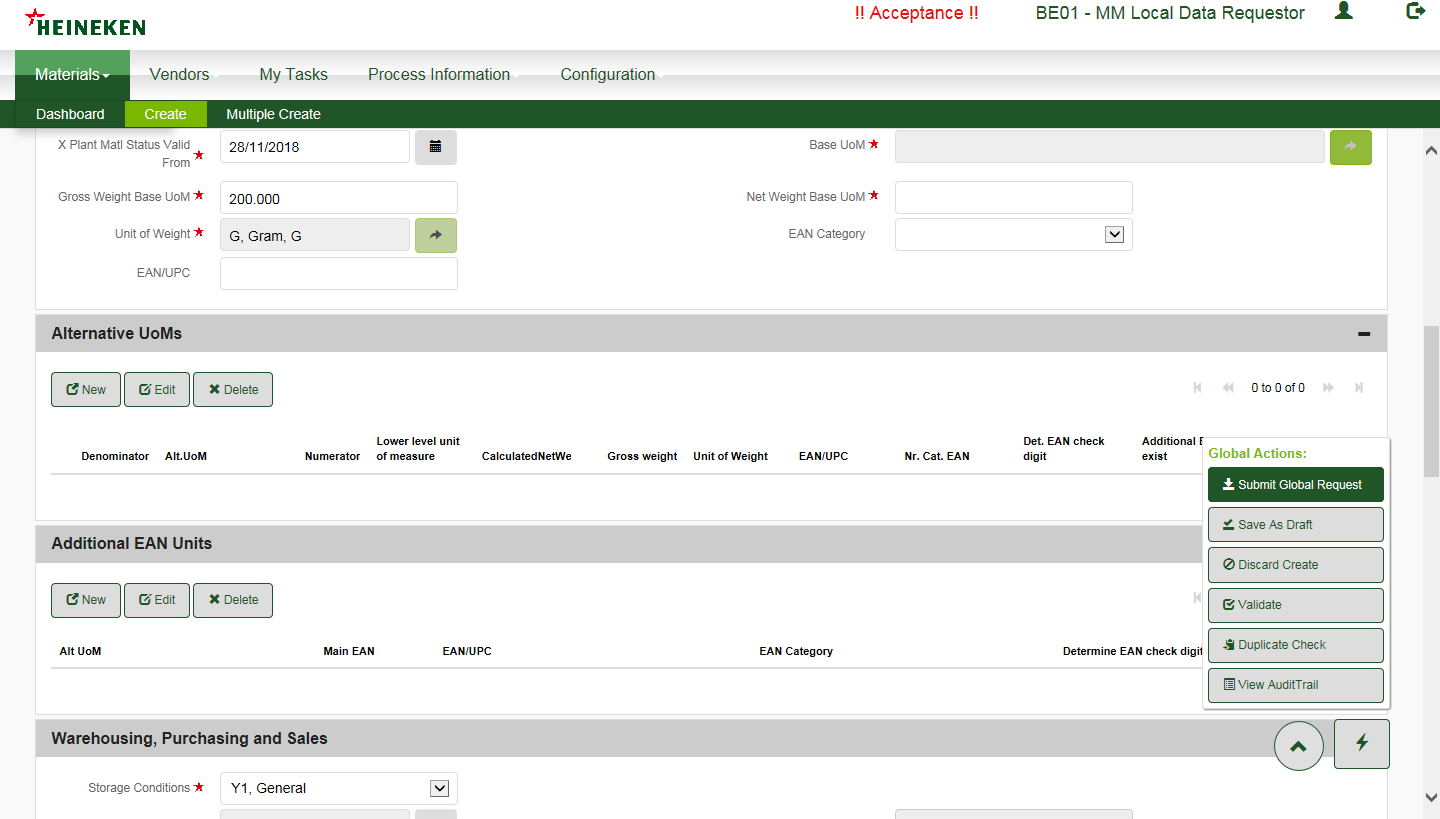 HEINEKEN
!! Acceptance !!
BE01 - MM Local Data Requestor
Materials
Vendors
My Tasks
Process Information
Configuration
Dashboard
Create
Multiple Create
X Plant Matl Status Valid
From
28/11/2018
Base UoM
Gross Weight Base UoM
200.000
Net Weight Base UoM
Unit of Weight
G, Gram, G
EAN Category
EAN/UPC
Alternative UoMs
New
Edit
Delete
0 to 0 of 0
Denominator
Alt.UoM
Numerator
Lower level unit
of measure
CalculatedNetWe
Gross weight
Unit of Weight
EAN/UPC
Nr. Cat. EAN
Det. EAN check
digit
Additional
exist
Global Actions:
Submit Global Request
Save As Draft
Discard Create
Validate
Duplicate Check
View AuditTrail
Additional EAN Units
New
Edit
Delete
Alt UoM
Main EAN
EAN/UPC
EAN Category
Determine EAN check digit
Warehousing, Purchasing and Sales
Storage Conditions
Y1, General